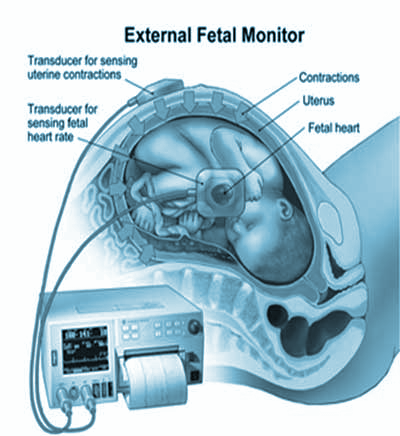 External Fetal Monitor
Transducer for sensing
uterine contractions
Contractions
Uterus
Transducer for
sensing fetal
heart rate
Fetal heart